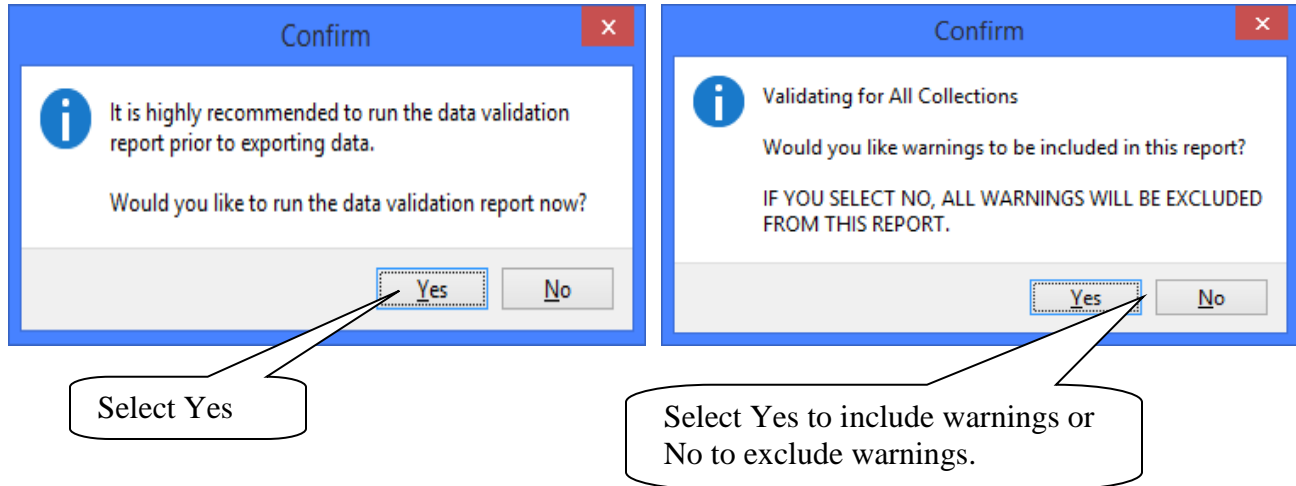 Confirm
x
It is highly recommended to run the data validation
report prior to exporting data.
Would you like to run the data validation report now?
Yes
No
Select Yes
Confirm
x
Validating for All Collections
Would you like warnings to be included in this report?
IF YOU SELECT NO, ALL WARNINGS WILL BE EXCLUDED
FROM THIS REPORT.
Yes
No
Select Yes to include warnings or
No to exclude warnings.